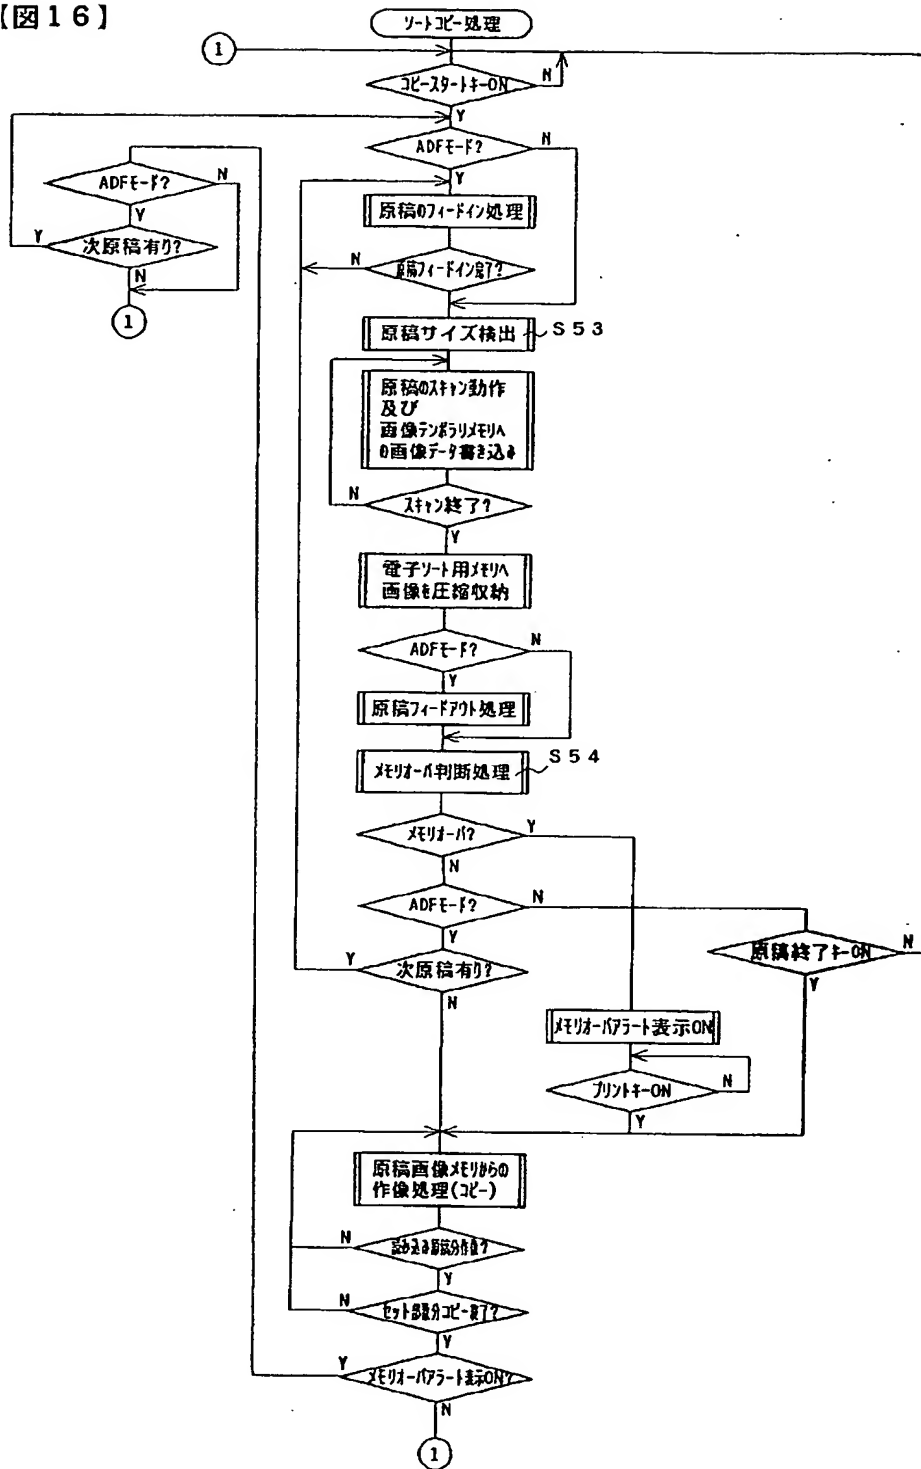 【図16】
ソートコピー処理
1
コピースタートキーON
N
Y
ADFモード?
N
Y
原稿のフィードイン処理
原稿フィードイン完了?
N
ADFモード?
N
Y
次原稿有り?
Y
N
1
原稿サイズ検出
S53
原稿のスキャン動作
及び
画像テンポラリメモリへ
の画像データ書き込み
スキャン終了?
N
Y
電子ソート用メモリへ
画像を圧縮収納
ADFモード?
N
Y
原稿フィードアウト処理
メモリオーバ判断処理
S54
メモリオーバ?
Y
N
ADFモード?
N
Y
原稿終了キーON
N
Y
次原稿有り?
Y
N
メモリオーバアラート表示ON
プリントキーON
N
Y
原稿画像メモリからの
作像処理(コピー)
読み込み原稿分作像?
N
Y
セット部数分コピー終了?
N
Y
メモリオーバアラート表示ON?
Y
N
1